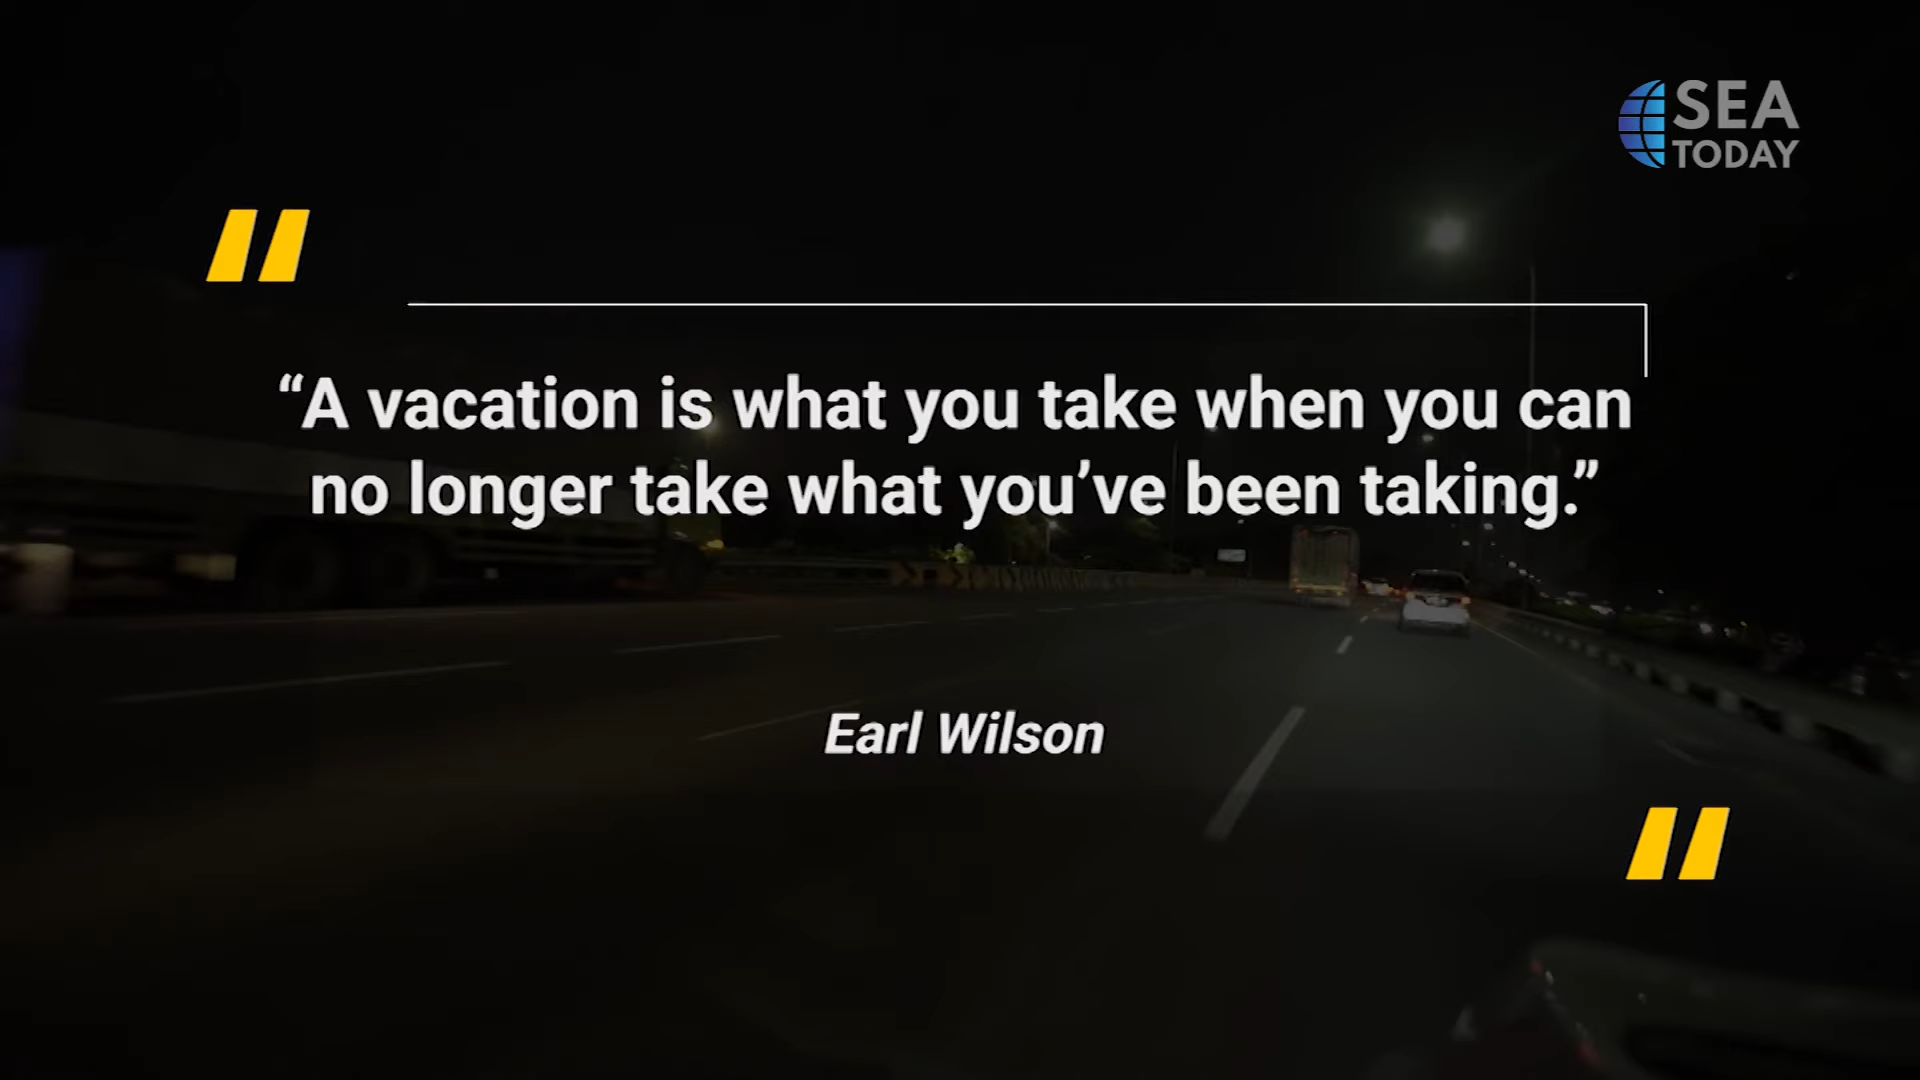 SEA
TODAY
“A vacation is what you take when you can
no longer take what you’ve been taking.”
Earl Wilson